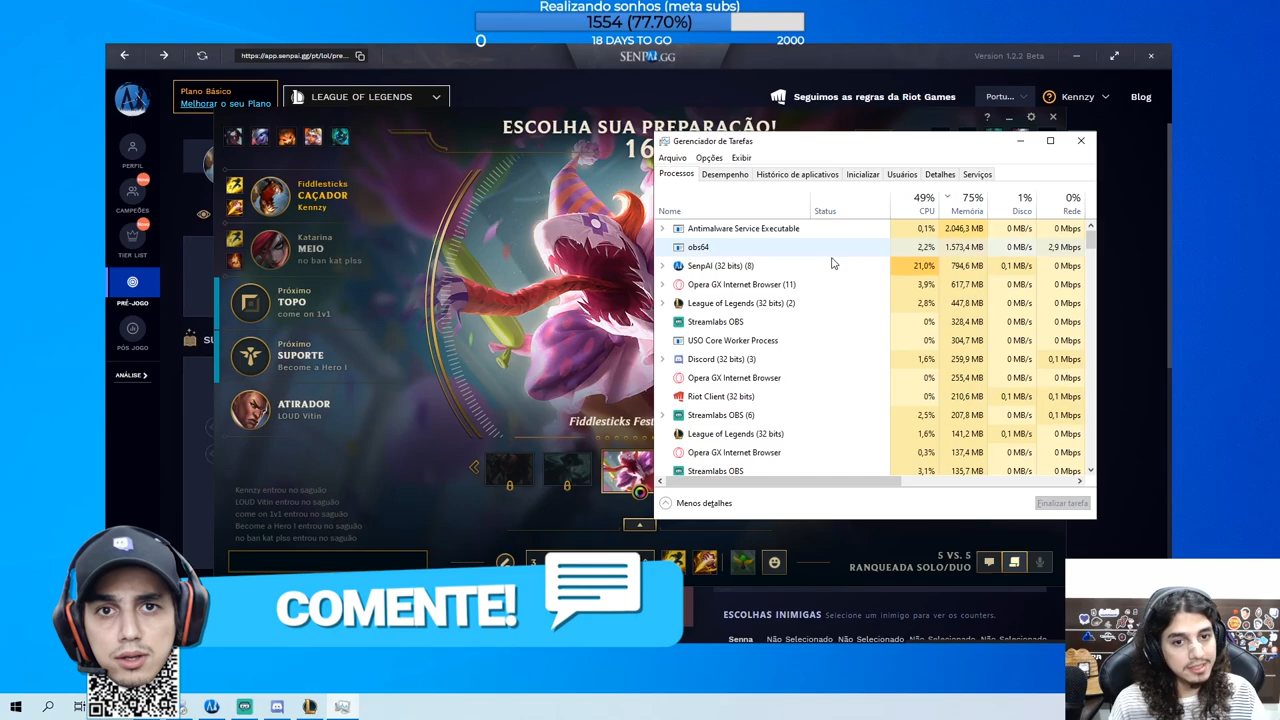 Realizando sonhos (meta subs)
1554 (77.70%)
0
18 DAYS TO GO
2000
https://app.senpai.gg/pt/lol/pre...
SENPAI.GG
Version 1.2.2 Beta
Plano Básico
Melhorar o seu Plano
LEAGUE OF LEGENDS
Seguimos as regras da Riot Games
Portu...
Kennzy
Blog
PERFIL
CAMPEÕES
TIER LIST
PRÉ-JOGO
PÓS JOGO
ANÁLISE
ESCOLHA SUA PREPARAÇÃO!
16
Fiddlesticks
CAÇADOR
Kennzy
Katarina
MEIO
no ban kat plss
Próximo
TOPO
come on 1v1
Próximo
SUPORTE
Become a Hero I
ATIRADOR
LOUD Vitin
Fiddlesticks Fest
Kennzy entrou no saguão
LOUD Vitin entrou no saguão
come on 1v1 entrou no saguão
Become a Hero I entrou no saguão
no ban kat plss entrou no saguão
Gerenciador de Tarefas
Arquivo Opções Exibir
Processos Desempenho Histórico de aplicativos Inicializar Usuários Detalhes Serviços
49% 75% 1% 0%
Nome Status CPU Memória Disco Rede
Antimalware Service Executable 0,1% 2.046,3 MB 0 MB/s 0 Mbps
obs64 2,2% 1.573,4 MB 0 MB/s 2,9 Mbps
SenpAI (32 bits) (8) 21,0% 794,6 MB 0,1 MB/s 0 Mbps
Opera GX Internet Browser (11) 3,9% 617,7 MB 0 MB/s 0 Mbps
League of Legends (32 bits) (2) 2,8% 447,8 MB 0 MB/s 0 Mbps
Streamlabs OBS 0% 328,4 MB 0 MB/s 0 Mbps
USO Core Worker Process 0% 304,7 MB 0 MB/s 0 Mbps
Discord (32 bits) (3) 1,6% 259,9 MB 0 MB/s 0,1 Mbps
Opera GX Internet Browser 0% 255,4 MB 0 MB/s 0 Mbps
Riot Client (32 bits) 0% 210,6 MB 0 MB/s 0,1 Mbps
Streamlabs OBS (6) 2,5% 207,8 MB 0 MB/s 0,1 Mbps
League of Legends (32 bits) 1,6% 141,2 MB 0,1 MB/s 0 Mbps
Opera GX Internet Browser 0,3% 137,4 MB 0 MB/s 0 Mbps
Streamlabs OBS 3,1% 135,7 MB 0 MB/s 0 Mbps
Menos detalhes
Finalizar tarefa
5 VS. 5
RANQUEADA SOLO/DUO
COMENTE!
ESCOLHAS INIMIGAS Selecione um inimigo para ver os counters.
Senna Não Selecionado Não Selecionado Não Selecionado Não Selecionado